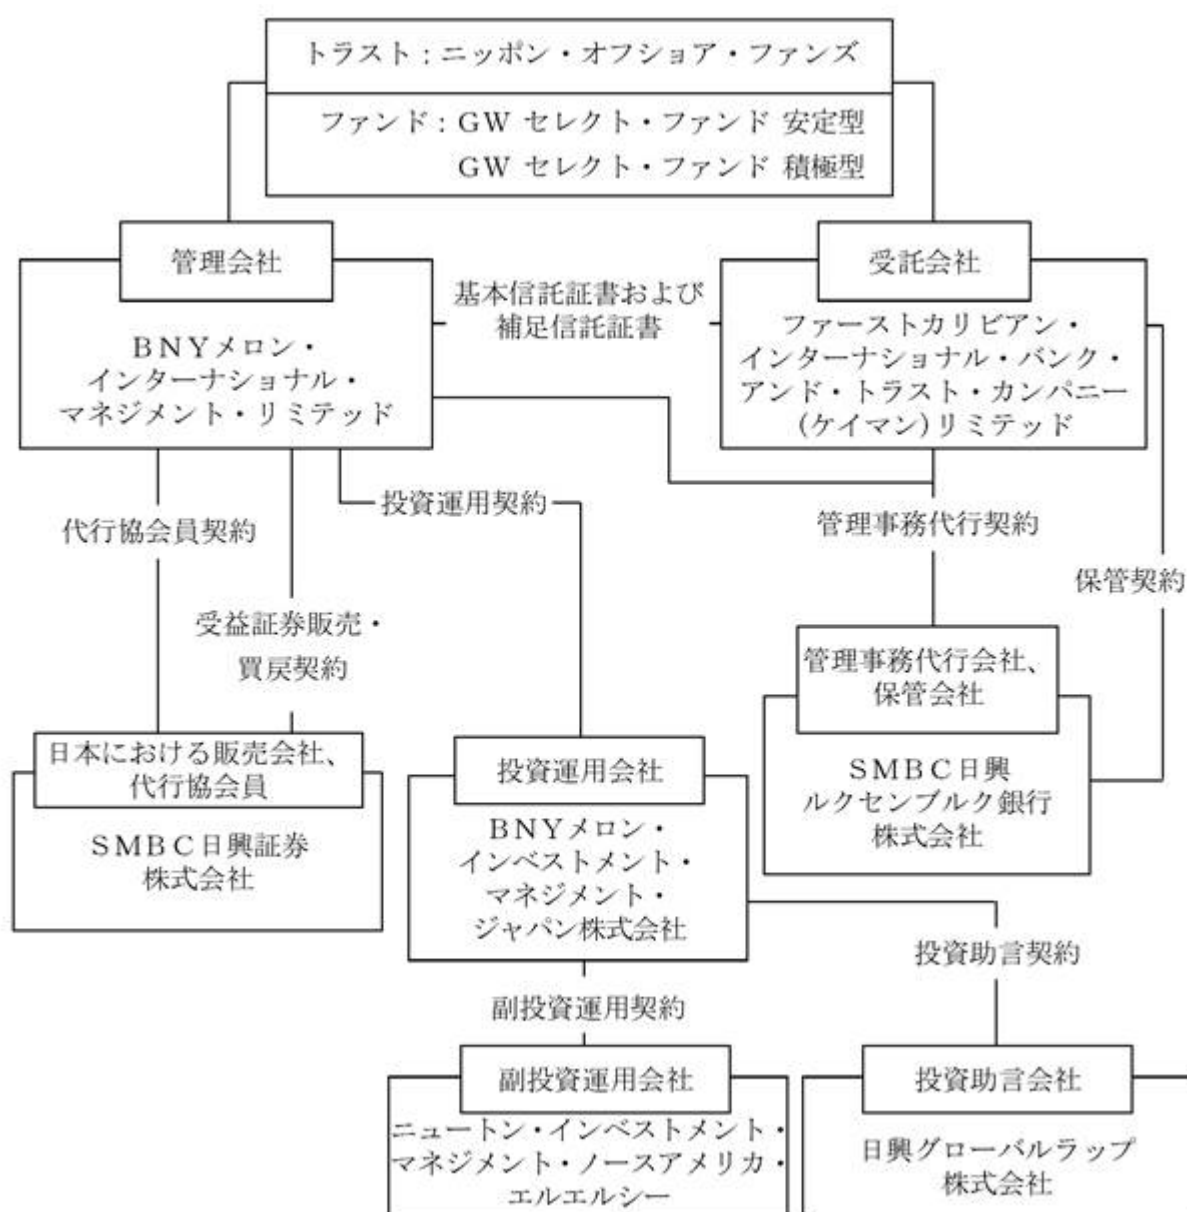 トラスト：ニッポン・オフショア・ファンズ
ファンド：GW セレクト・ファンド 安定型
GW セレクト・ファンド 積極型
管理会社
BNYメロン・
インターナショナル・
マネジメント・リミテッド
基本信託証書および
補足信託証書
受託会社
ファーストカリビアン・
インターナショナル・バンク・
アンド・トラスト・カンパニー
(ケイマン)リミテッド
代行協会員契約
受益証券販売・
買戻契約
投資運用契約
管理事務代行契約
保管契約
日本における販売会社、
代行協会員
SMBC日興証券
株式会社
投資運用会社
BNYメロン・
インベストメント・
マネジメント・
ジャパン株式会社
管理事務代行会社、
保管会社
SMBC日興
ルクセンブルク銀行
株式会社
副投資運用契約
投資助言契約
副投資運用会社
ニュートン・インベストメント・
マネジメント・ノースアメリカ・
エルエルシー
投資助言会社
日興グローバルラップ
株式会社